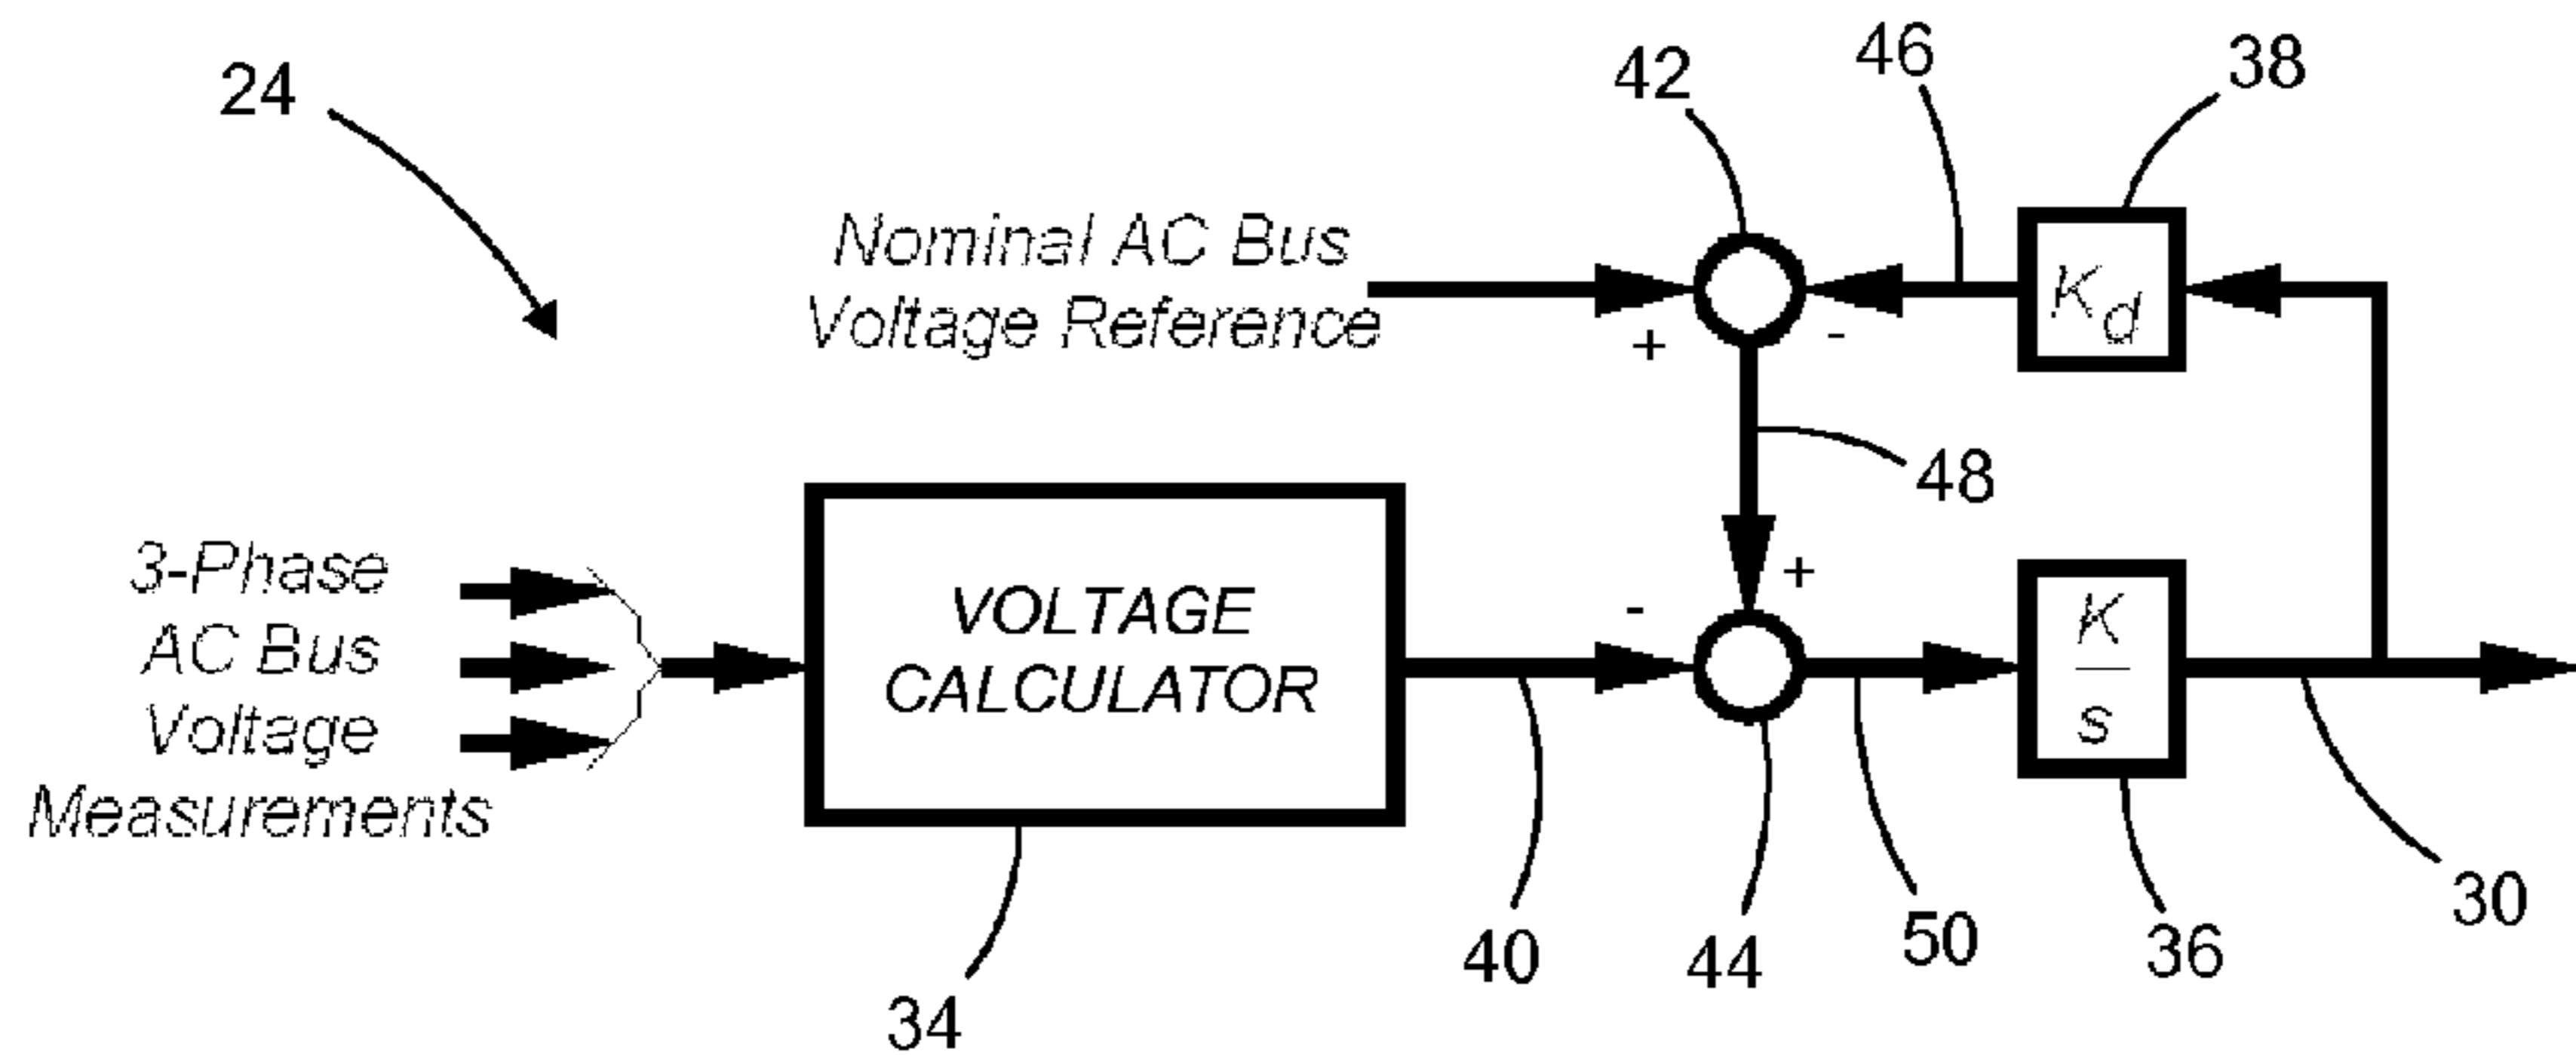 24
42
46
38
Nominal AC Bus
Voltage Reference
+
-
K_d
48
3-Phase
AC Bus
Voltage
Measurements
VOLTAGE
CALCULATOR
-
+
K
s
34
40
44
50
36
30